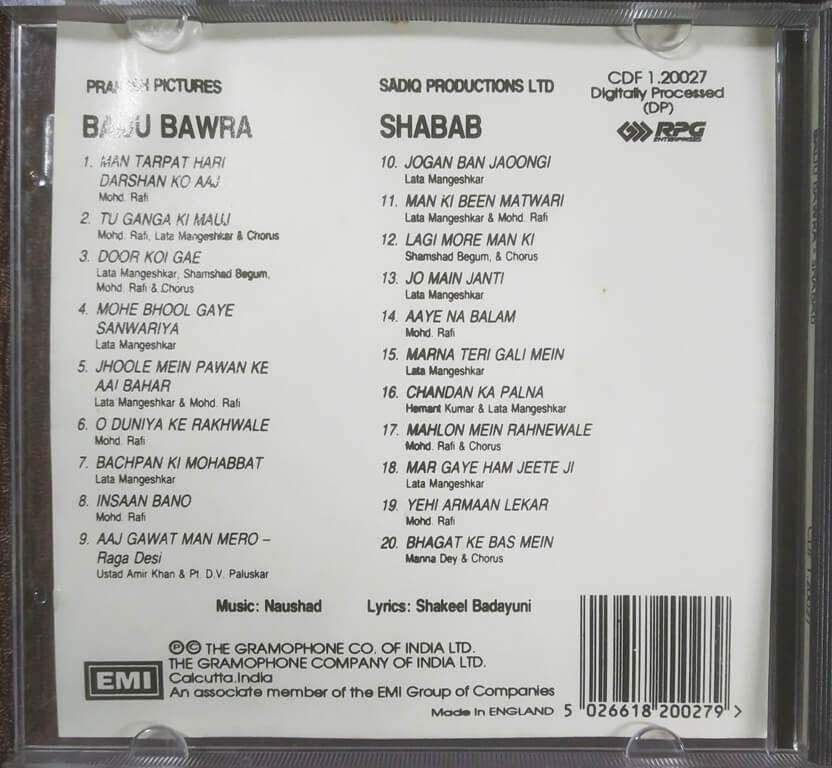 PRAKASH PICTURES
BAIJU BAWRA
1. MAN TARPAT HARI
DARSHAN KO AAJ
Mohd. Rafi
2. TU GANGA KI MAUJ
Mohd. Rafi, Lata Mangeshkar & Chorus
3. DOOR KOI GAE
Lata Mangeshkar, Shamshad Begum,
Mohd. Rafi & Chorus
4. MOHE BHOOL GAYE
SANWARIYA
Lata Mangeshkar
5. JHOOLE MEIN PAWAN KE
AAI BAHAR
Lata Mangeshkar & Mohd. Rafi
6. O DUNIYA KE RAKHWALE
Mohd. Rafi
7. BACHPAN KI MOHABBAT
Lata Mangeshkar
8. INSAAN BANO
Mohd. Rafi
9. AAJ GAWAT MAN MERO –
Raga Desi
Ustad Amir Khan & Pt. D.V. Paluskar
SADIQ PRODUCTIONS LTD
SHABAB
10. JOGAN BAN JAOONGI
Lata Mangeshkar
11. MAN KI BEEN MATWARI
Lata Mangeshkar & Mohd. Rafi
12. LAGI MORE MAN KI
Shamshad Begum, & Chorus
13. JO MAIN JANTI
Lata Mangeshkar
14. AAYE NA BALAM
Mohd. Rafi
15. MARNA TERI GALI MEIN
Lata Mangeshkar
16. CHANDAN KA PALNA
Hemant Kumar & Lata Mangeshkar
17. MAHLON MEIN RAHNEWALE
Mohd. Rafi & Chorus
18. MAR GAYE HAM JEETE JI
Lata Mangeshkar
19. YEHI ARMAAN LEKAR
Mohd. Rafi
20. BHAGAT KE BAS MEIN
Manna Dey & Chorus
CDF 1.20027
Digitally Processed
(DP)
RPG
ENTERPRISES
Music: Naushad Lyrics: Shakeel Badayuni
EMI
Ⓟ© THE GRAMOPHONE CO. OF INDIA LTD.
THE GRAMOPHONE COMPANY OF INDIA LTD.
Calcutta.India
An associate member of the EMI Group of Companies
Made in ENGLAND
5 026618 200279 >